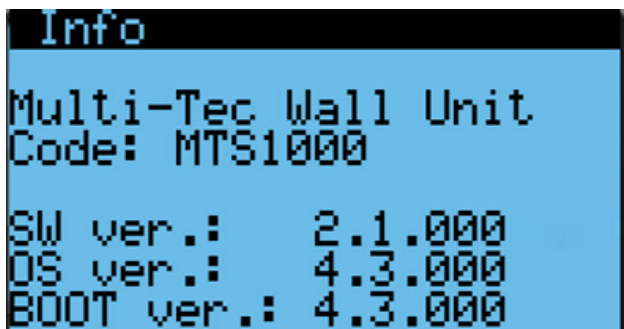 Info
Multi-Tec Wall Unit
Code: MTS1000
SW ver.: 2.1.000
OS ver.: 4.3.000
BOOT ver.: 4.3.000